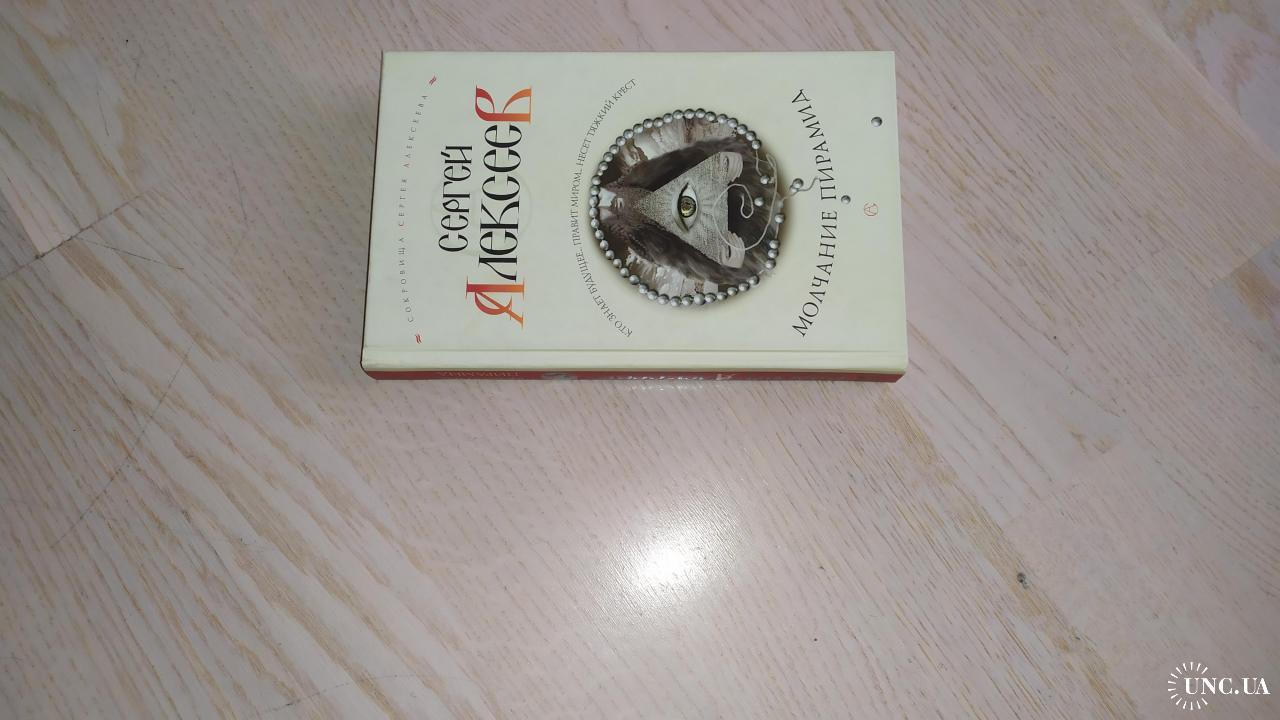 СОКРОВИЩА СЕРГЕЯ АЛЕКСЕЕВА
СЕРГЕЙ
АЛЕКСЕЕВ
КТО ЗНАЕТ БУДУЩЕЕ... ПРАВИТ МИРОМ... НЕСЕТ ТЯЖКИЙ КРЕСТ
МОЛЧАНИЕ ПИРАМИД
UNC.UA